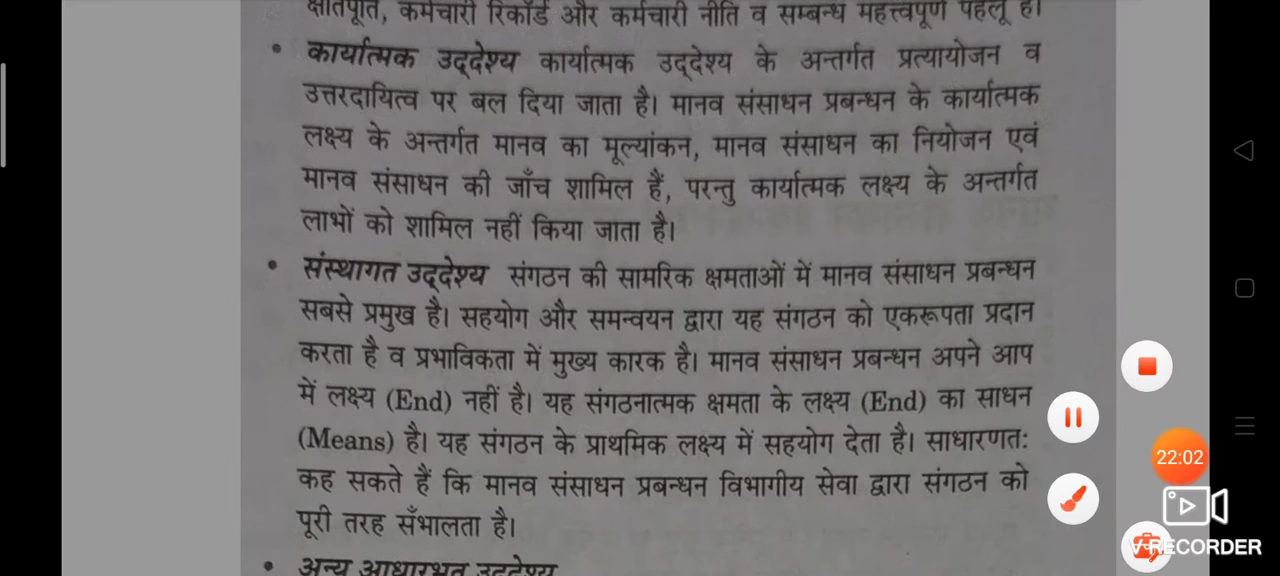 क्षतिपूर्ति, कर्मचारी रिकॉर्ड और कर्मचारी नीति व सम्बन्ध महत्त्वपूर्ण पहलू हैं।
• कार्यात्मक उद्देश्य कार्यात्मक उद्देश्य के अन्तर्गत प्रत्यायोजन व
उत्तरदायित्व पर बल दिया जाता है। मानव संसाधन प्रबन्धन के कार्यात्मक
लक्ष्य के अन्तर्गत मानव का मूल्यांकन, मानव संसाधन का नियोजन एवं
मानव संसाधन की जाँच शामिल हैं, परन्तु कार्यात्मक लक्ष्य के अन्तर्गत
लाभों को शामिल नहीं किया जाता है।
• संस्थागत उद्देश्य संगठन की सामरिक क्षमताओं में मानव संसाधन प्रबन्धन
सबसे प्रमुख है। सहयोग और समन्वयन द्वारा यह संगठन को एकरूपता प्रदान
करता है व प्रभाविकता में मुख्य कारक है। मानव संसाधन प्रबन्धन अपने आप
में लक्ष्य (End) नहीं है। यह संगठनात्मक क्षमता के लक्ष्य (End) का साधन
(Means) है। यह संगठन के प्राथमिक लक्ष्य में सहयोग देता है। साधारणतः
कह सकते हैं कि मानव संसाधन प्रबन्धन विभागीय सेवा द्वारा संगठन को
पूरी तरह सँभालता है।
• अन्य आधारभूत उद्देश्य
22:02
V-RECORDER